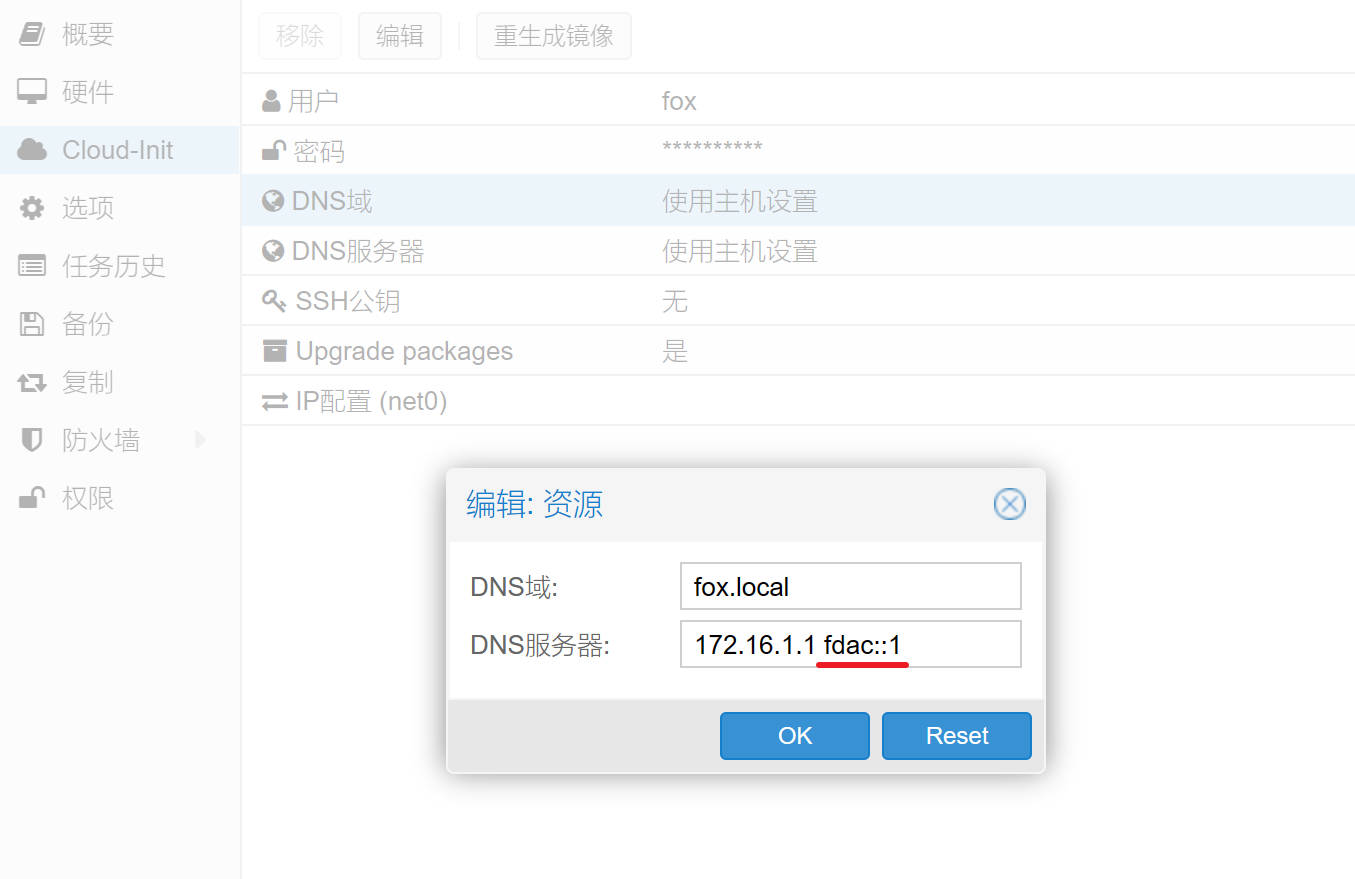 概要
硬件
Cloud-Init
选项
任务历史
备份
复制
防火墙
权限
移除 编辑 重生成镜像
用户 fox
密码 **********
DNS域 使用主机设置
DNS服务器 使用主机设置
SSH公钥 无
Upgrade packages 是
IP配置 (net0)
编辑: 资源
DNS域: fox.local
DNS服务器: 172.16.1.1 fdac::1
OK Reset